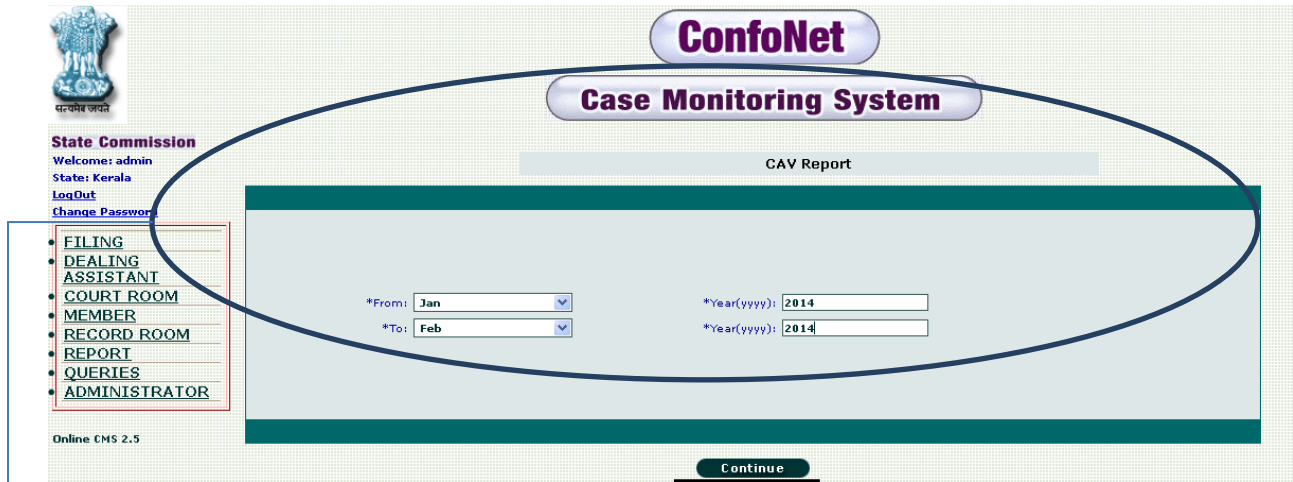 ConfoNet
Case Monitoring System
सत्यमेव जयते
State Commission
Welcome: admin
State: Kerala
LogOut
Change Password
CAV Report
FILING
DEALING
ASSISTANT
COURT ROOM
MEMBER
RECORD ROOM
REPORT
QUERIES
ADMINISTRATOR
*From: Jan *Year(yyyy): 2014
*To: Feb *Year(yyyy): 2014
Online CMS 2.5
Continue